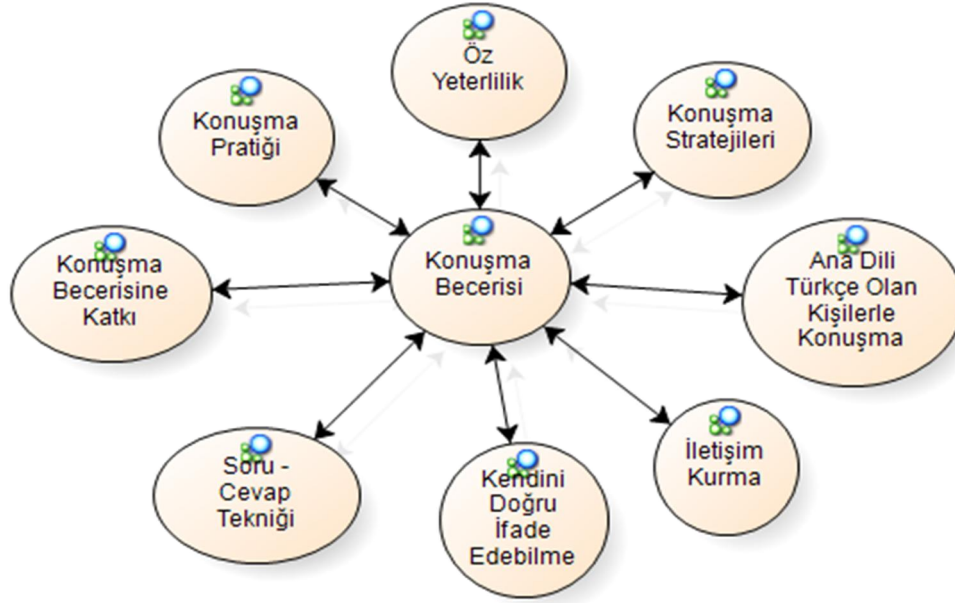 Öz
Yeterlilik
Konuşma
Stratejileri
Konuşma
Pratiği
Konuşma
Becerisi
Ana Dili
Türkçe Olan
Kişilerle
Konuşma
Konuşma
Becerisine
Katkı
İletişim
Kurma
Soru -
Cevap
Tekniği
Kendini
Doğru
İfade
Edebilme